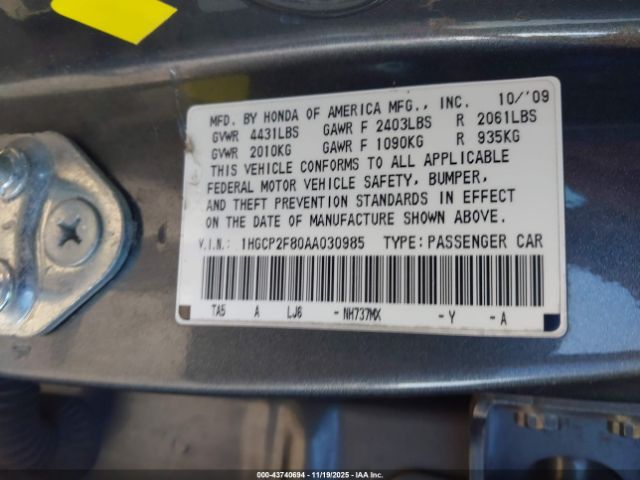 MFD. BY HONDA OF AMERICA MFG., INC. 10/'09
GVWR 4431LBS GAWR F 2403LBS R 2061LBS
GVWR 2010KG GAWR F 1090KG R 935KG
THIS VEHICLE CONFORMS TO ALL APPLICABLE
FEDERAL MOTOR VEHICLE SAFETY, BUMPER,
AND THEFT PREVENTION STANDARDS IN EFFECT
ON THE DATE OF MANUFACTURE SHOWN ABOVE.
V.I.N.: 1HGCP2F80AA030985 TYPE: PASSENGER CAR
TA5 A LJ6 - NH737MX - Y - A
000-43740694 - 11/19/2025 - IAA Inc.